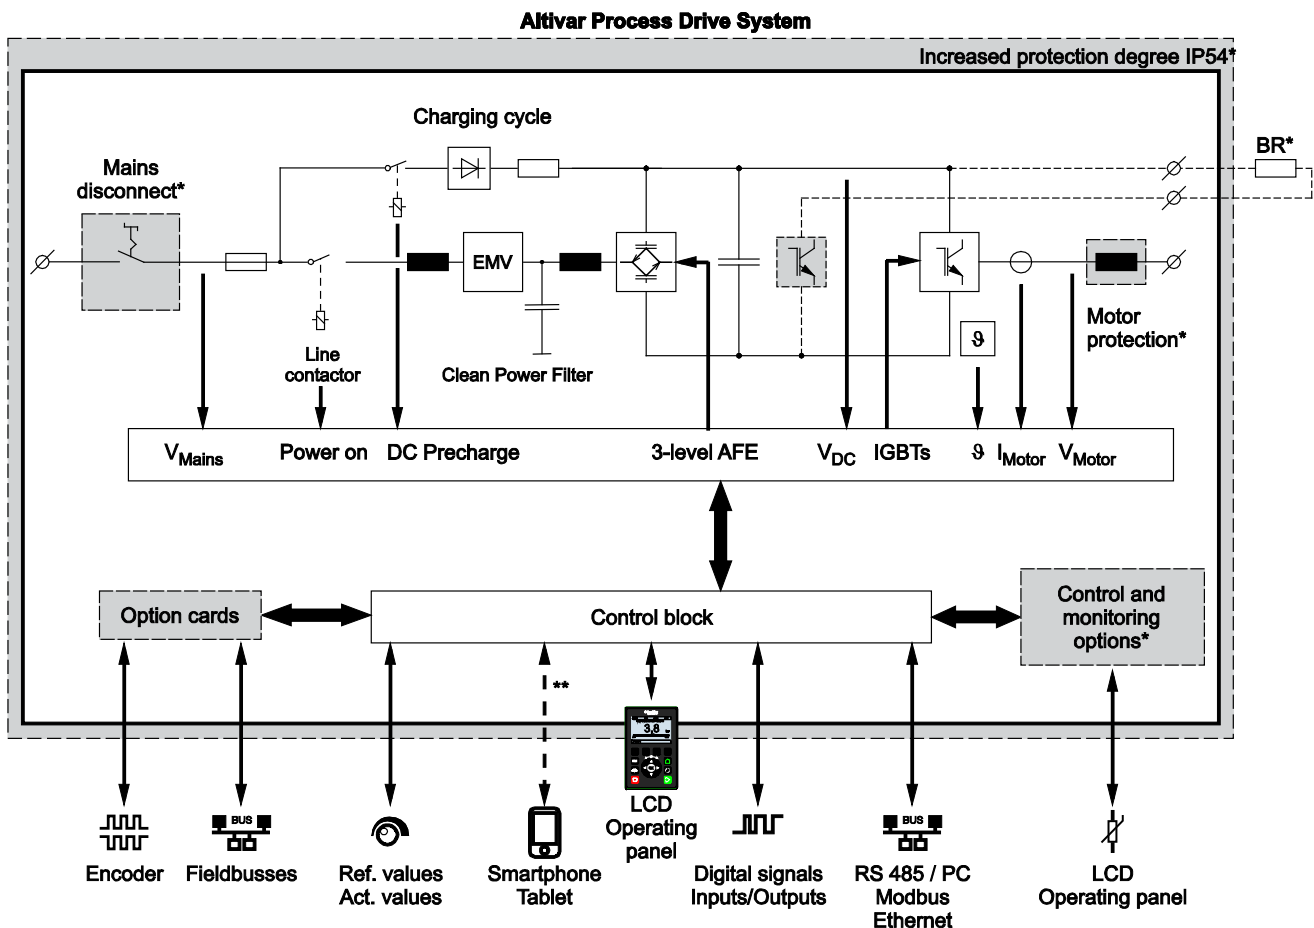 Altivar Process Drive System
Increased protection degree IP54*
Charging cycle
BR*
Mains
disconnect*
EMV
Motor
protection*
ϑ
Line
contactor
Clean Power Filter
VMains
Power on
DC Precharge
3-level AFE
VDC
IGBTs
ϑ
IMotor
VMotor
Option cards
Control block
Control and
monitoring
options*
**
3,8
BUS
BUS
Encoder
Fieldbusses
Ref. values
Act. values
Smartphone
Tablet
LCD
Operating
panel
Digital signals
Inputs/Outputs
RS 485 / PC
Modbus
Ethernet
LCD
Operating panel